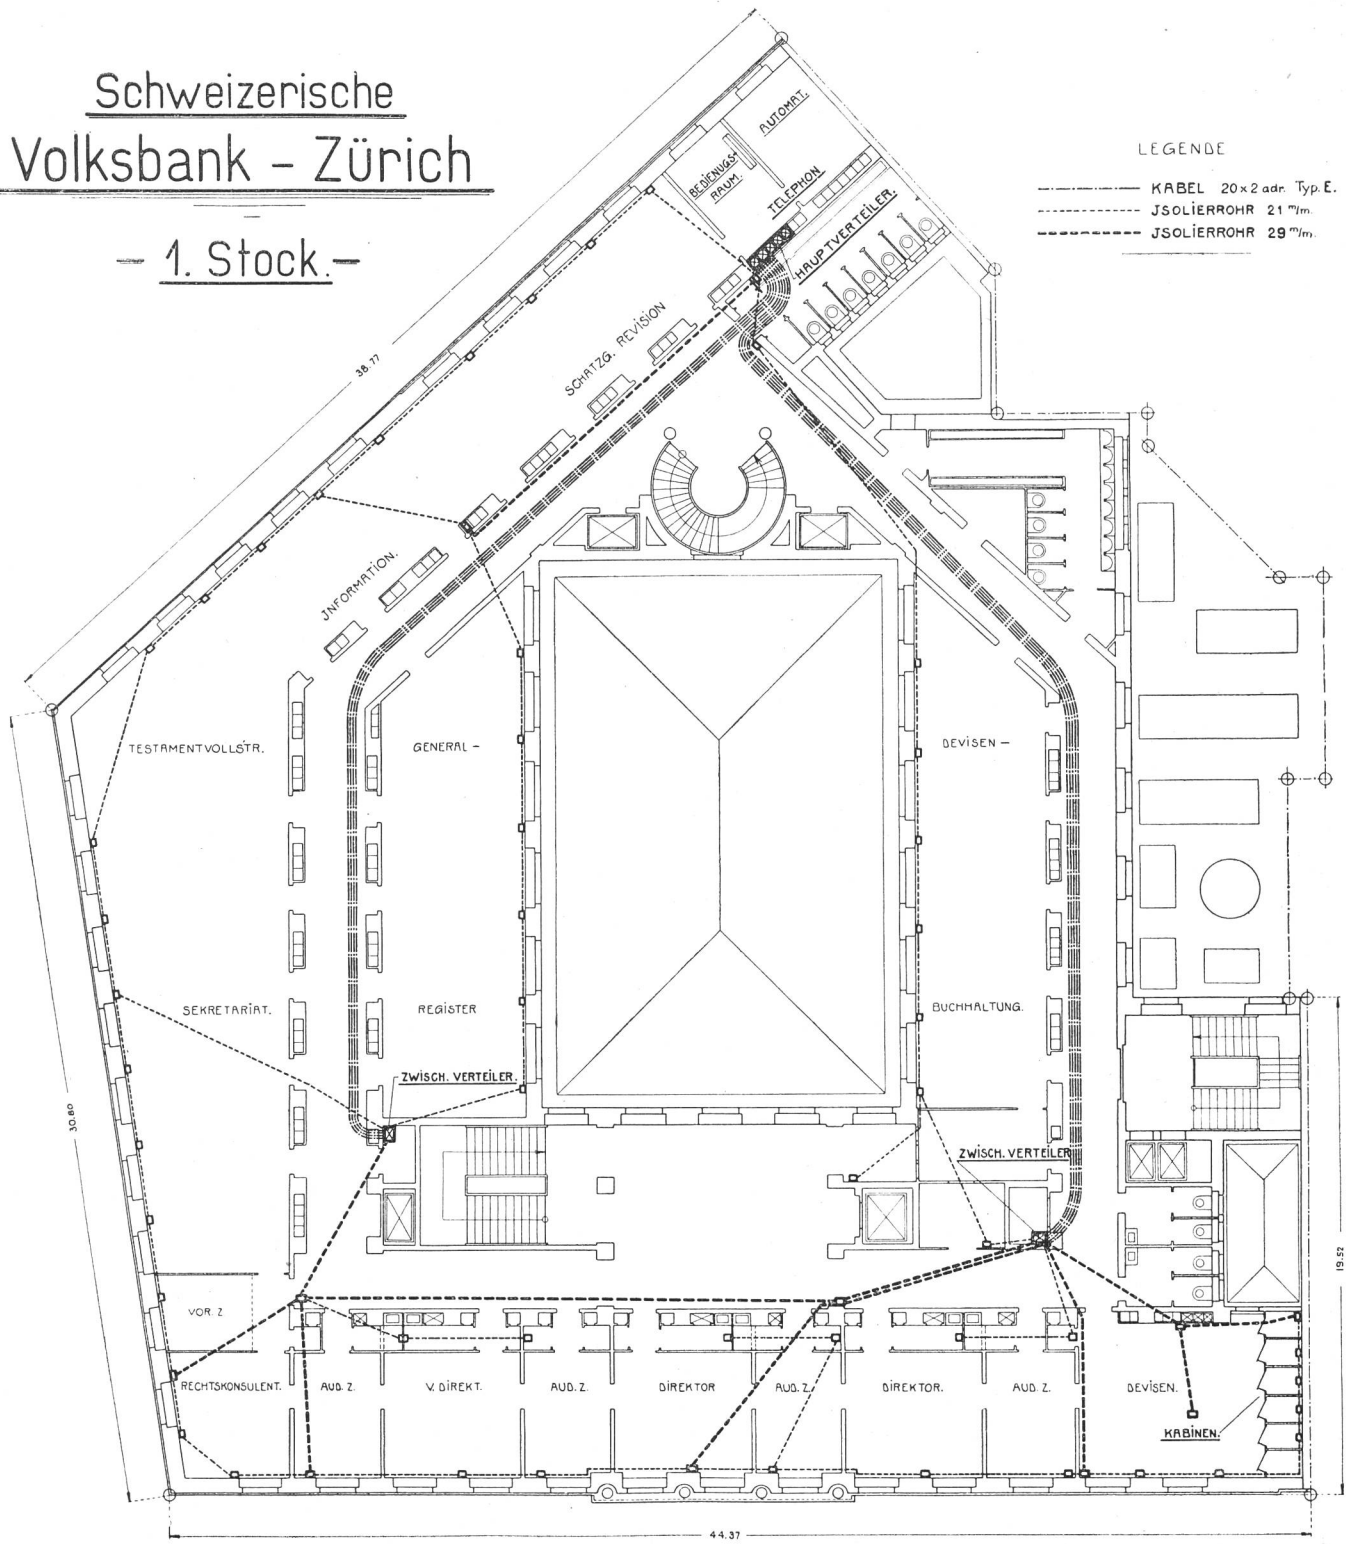 Schweizerische
Volksbank – Zürich
– 1. Stock. –
LEGENDE
KABEL 20 x 2 adr. Typ. E.
JSOLIERROHR 21 m/m.
JSOLIERROHR 29 m/m.
AUTOMAT.
BEDIENUGS-
RAUM.
TELEPHON
HAUPTVERTEILER.
SCHATZG. REVISION
38.77
JNFORMATION.
TESTAMENTVOLLSTR.
GENERAL –
DEVISEN –
SEKRETARIAT.
REGISTER
BUCHHALTUNG.
ZWISCH. VERTEILER.
30.80
ZWISCH. VERTEILER
19.52
VOR. Z.
RECHTSKONSULENT.
AUD. Z.
V. DIREKT.
AUD. Z.
DIREKTOR
AUD. Z.
DIREKTOR.
AUD. Z.
DEVISEN.
KABINEN.
44.37